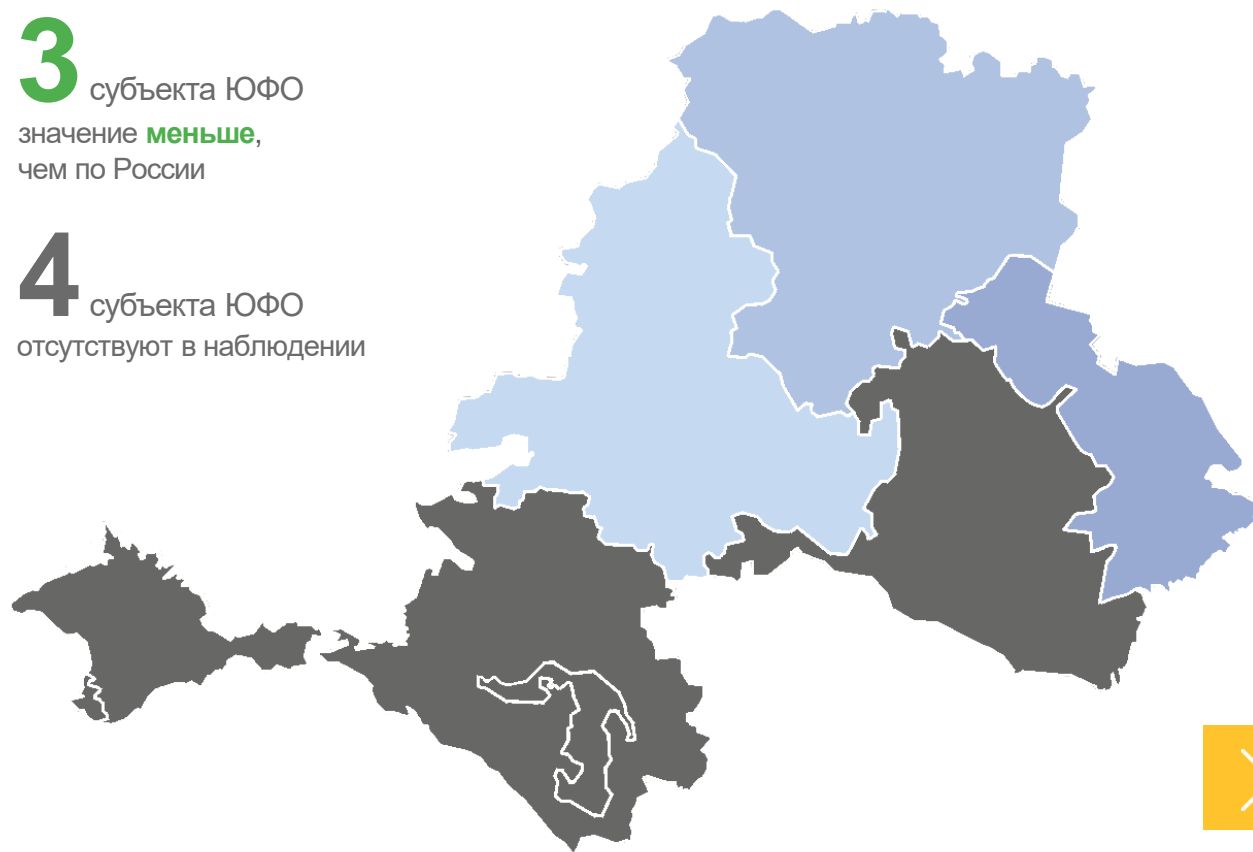 3 субъекта ЮФО
значение меньше,
чем по России
4 субъекта ЮФО
отсутствуют в наблюдении